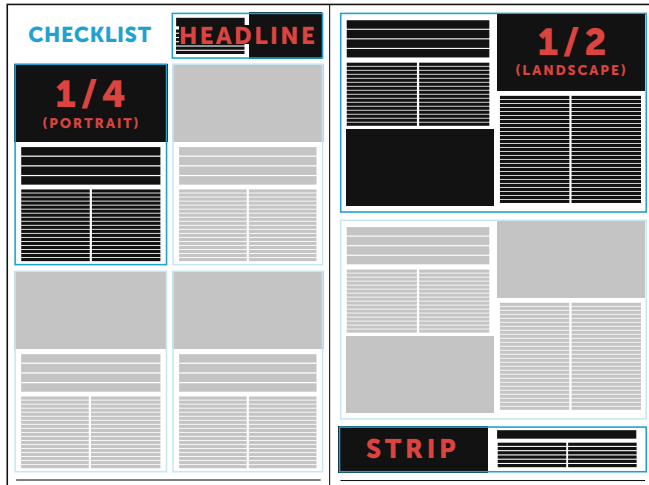 CHECKLIST
HEADLINE
1/4
(PORTRAIT)
1/2
(LANDSCAPE)
STRIP